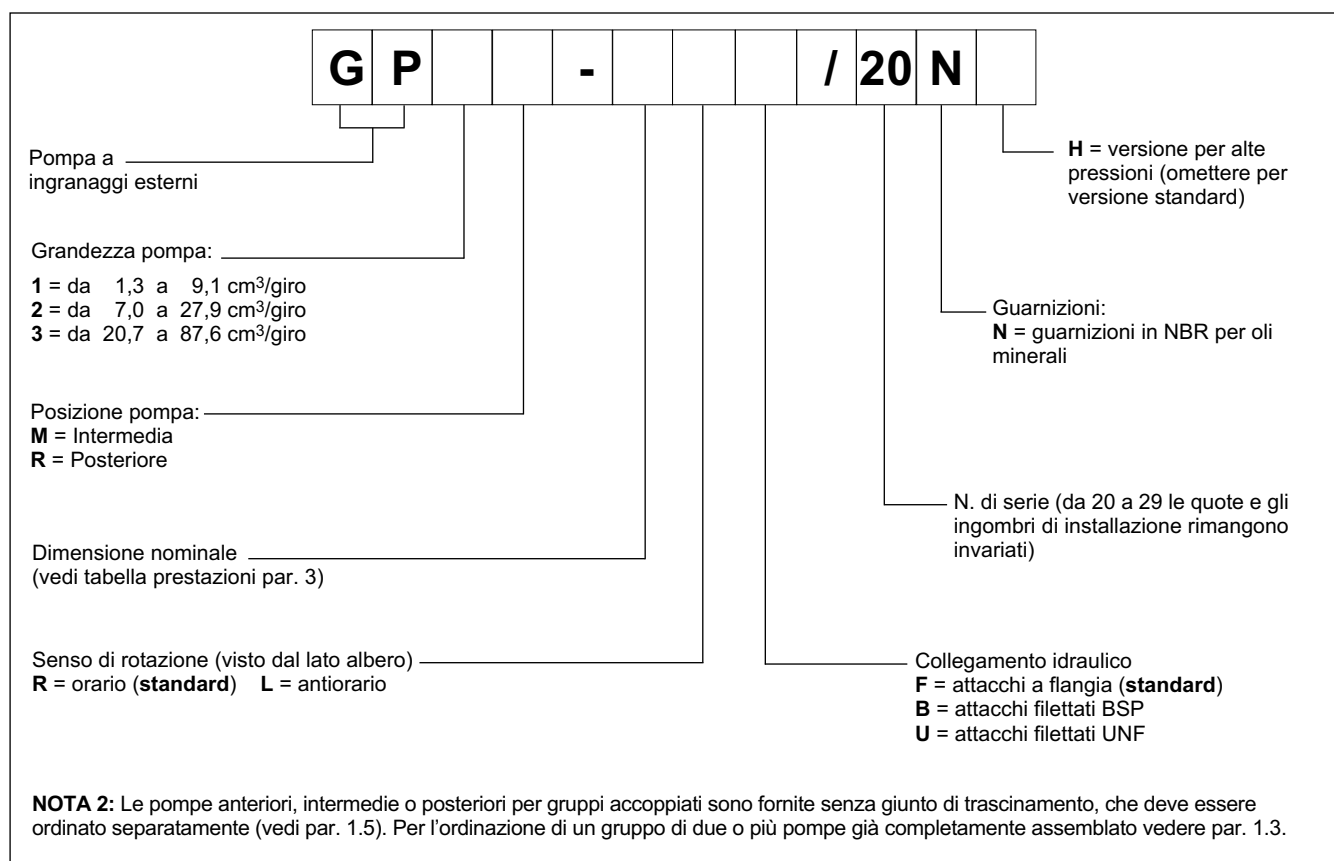 G P - / 20 N
Pompa a
ingranaggi esterni
H = versione per alte
pressioni (omettere per
versione standard)
Grandezza pompa:
1 = da 1,3 a 9,1 cm³/giro
2 = da 7,0 a 27,9 cm³/giro
3 = da 20,7 a 87,6 cm³/giro
Guarnizioni:
N = guarnizioni in NBR per oli
minerali
Posizione pompa:
M = Intermedia
R = Posteriore
N. di serie (da 20 a 29 le quote e gli
ingombri di installazione rimangono
invariati)
Dimensione nominale
(vedi tabella prestazioni par. 3)
Senso di rotazione (visto dal lato albero)
R = orario (standard) L = antiorario
Collegamento idraulico
F = attacchi a flangia (standard)
B = attacchi filettati BSP
U = attacchi filettati UNF
NOTA 2: Le pompe anteriori, intermedie o posteriori per gruppi accoppiati sono fornite senza giunto di trascinamento, che deve essere
ordinato separatamente (vedi par. 1.5). Per l'ordinazione di un gruppo di due o più pompe già completamente assemblato vedere par. 1.3.